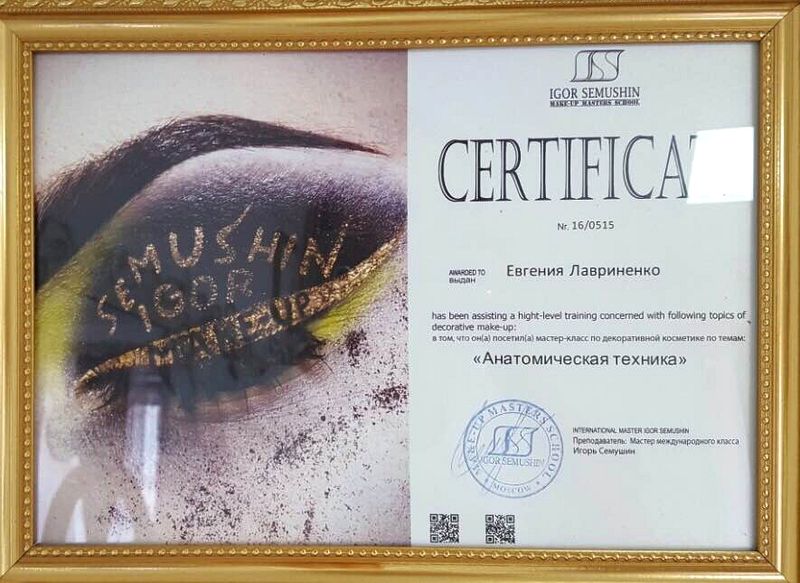 SEMUSHIN
IGOR
MAKE-UP
IGOR SEMUSHIN
MAKE-UP MASTERS SCHOOL
CERTIFICA
Nr. 16/0515
AWARDED TO
выдан
Евгения Лавриненко
has been assisting a hight-level training concerned with following topics of
decorative make-up:
в том, что он(а) посетил(а) мастер-класс по декоративной косметике по темам:
«Анатомическая техника»
MAKE-UP MASTERS SCHOOL
IGOR SEMUSHIN
MOSCOW
INTERNATIONAL MASTER IGOR SEMUSHIN
Преподаватель: Мастер международного класса
Игорь Семушин